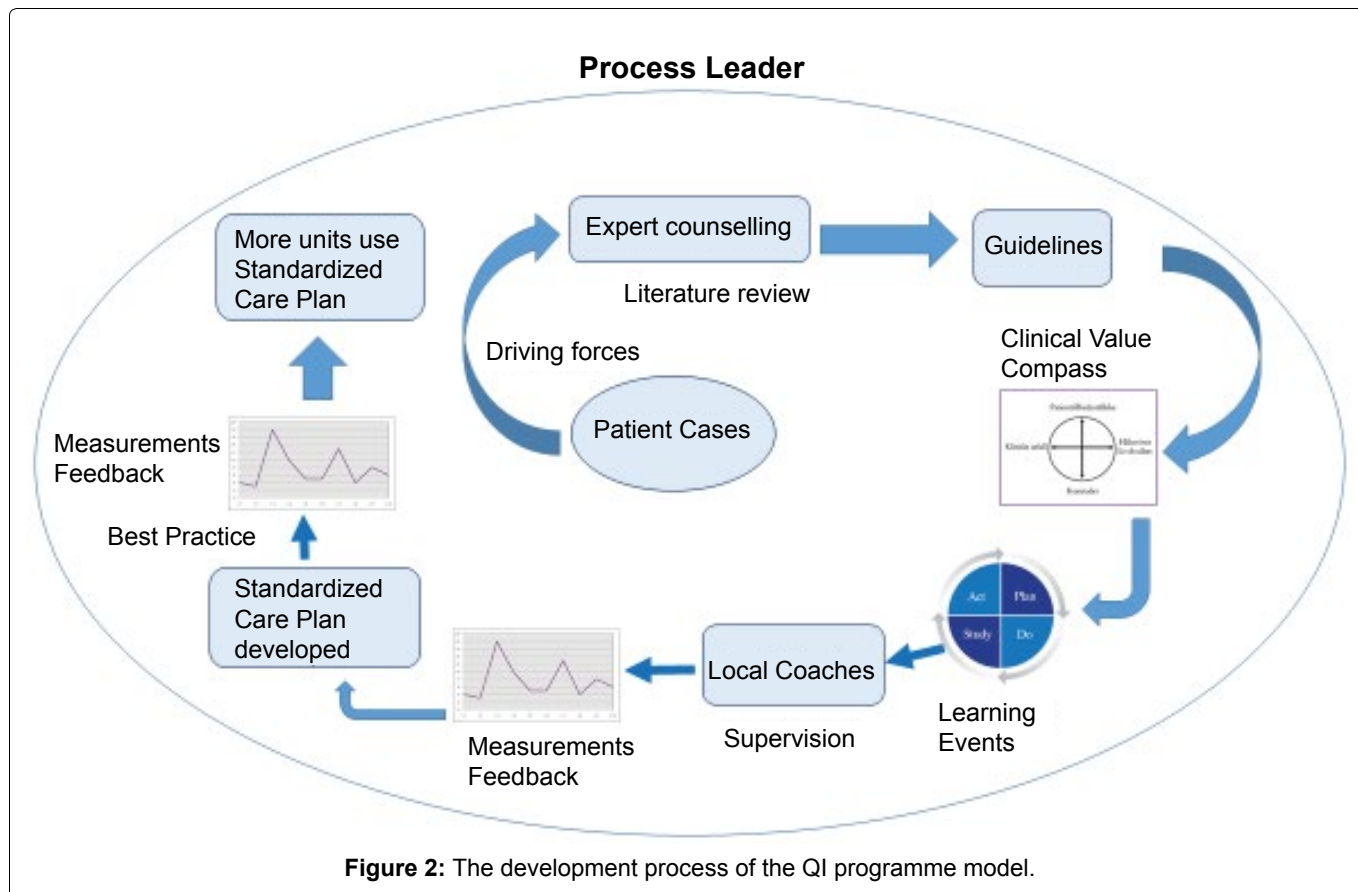 Process Leader
More units use
Standardized
Care Plan
Expert counselling
Guidelines
Literature review
Driving forces
Patient Cases
Clinical Value
Compass
Measurements
Feedback
Best Practice
Standardized
Care Plan
developed
Act
Plan
Study
Do
Local Coaches
Supervision
Learning
Events
Measurements
Feedback
Figure 2: The development process of the QI programme model.